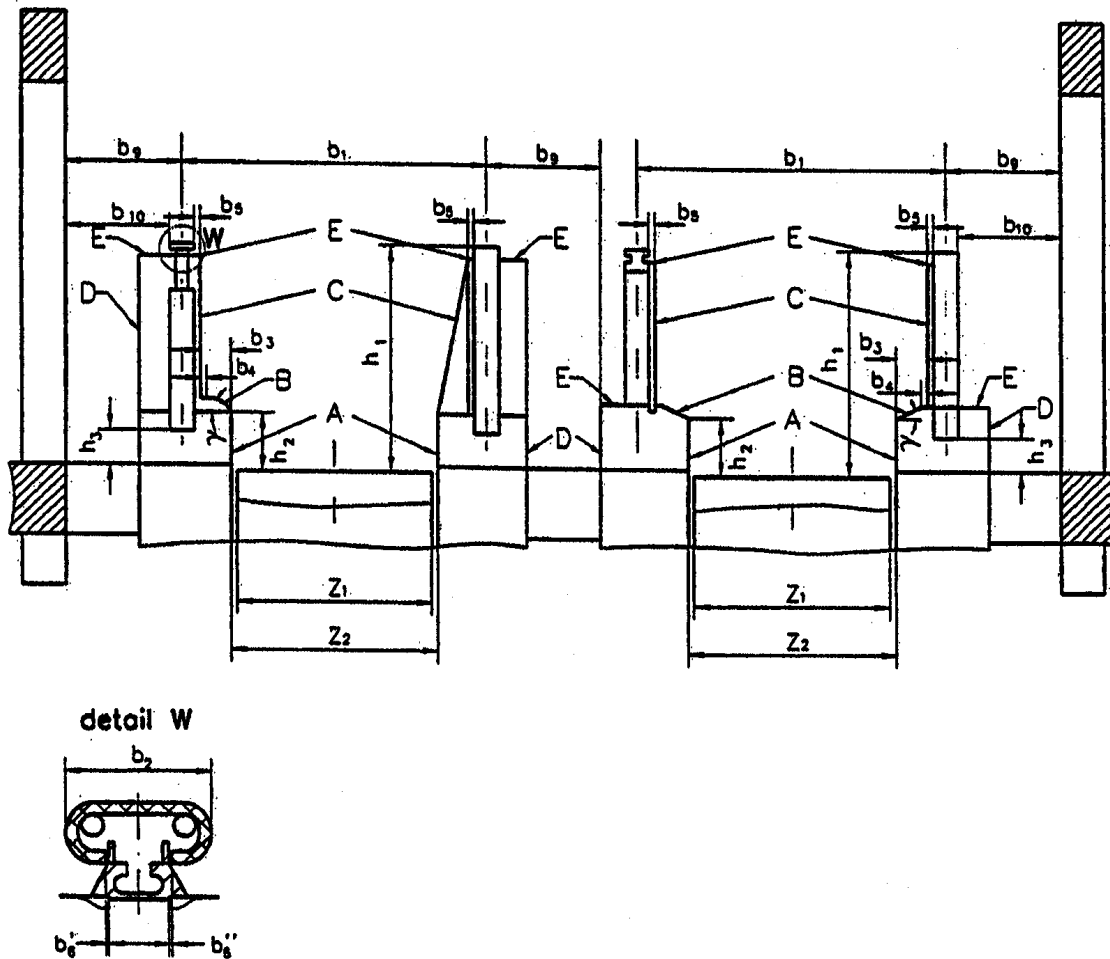 b₉ b₁ b₉ b₁ b₉
b₁₀ b₅ b₅ b₅ b₅ b₁₀
E W E E E E
D C C
b₃ h₁ h₁ b₃
b₄ B E B b₄ E
A D A D
h₃ γ h₂ h₂ γ h₃
Z₁ Z₁
Z₂ Z₂
detail W
b₂
b₆' b₆''